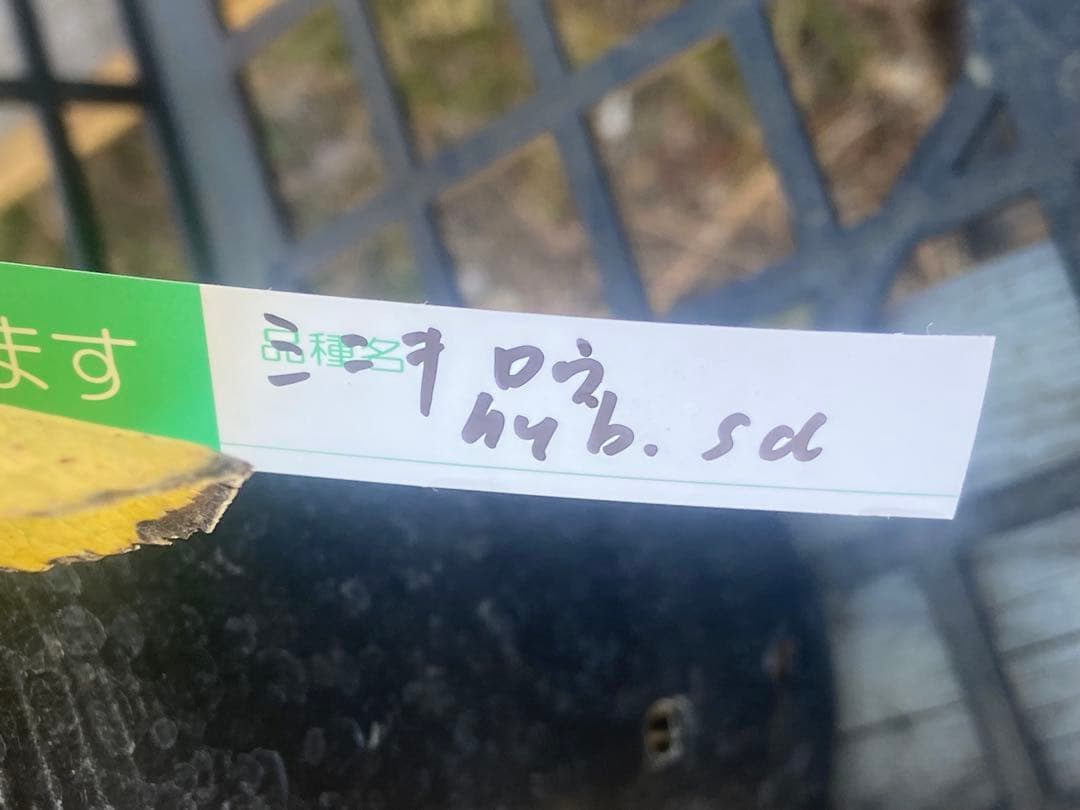 ます
品種名
ミニ
hyb. sd